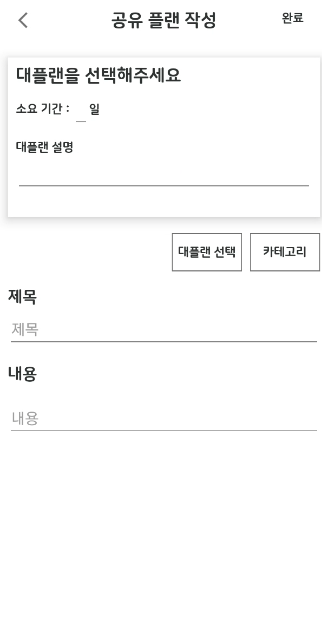 공유 플랜 작성 완료
대플랜을 선택해주세요
소요 기간 : _ 일
대플랜 설명
대플랜 선택 카테고리
제목
제목
내용
내용